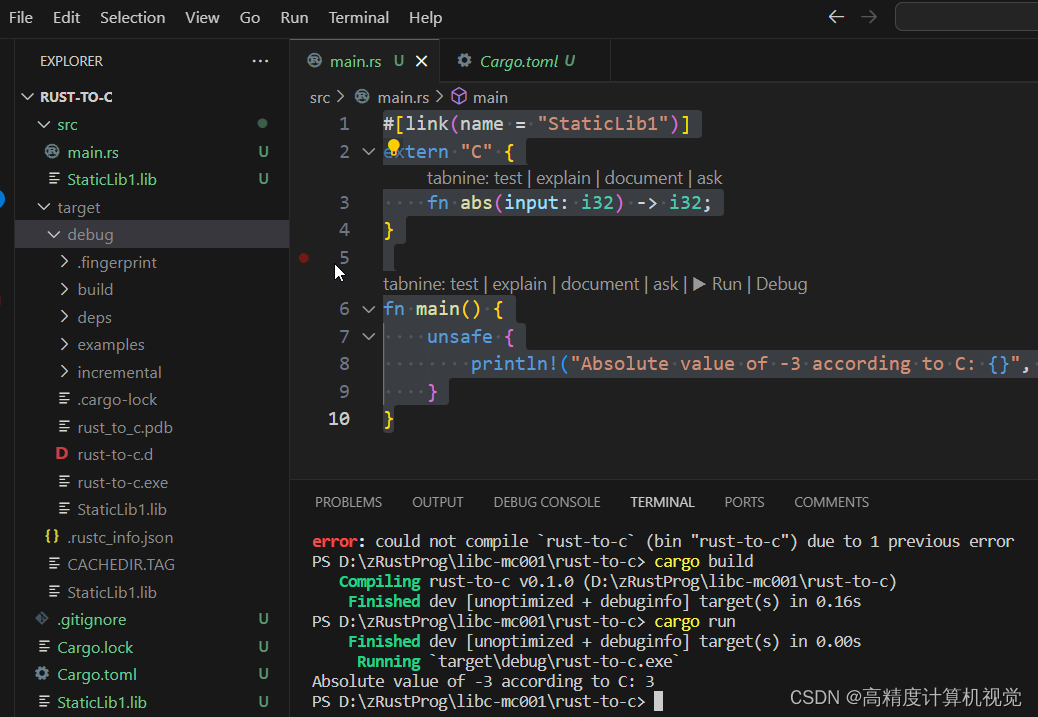 File Edit Selection View Go Run Terminal Help
EXPLORER ···
RUST-TO-C
src
main.rs U
StaticLib1.lib U
target
debug
.fingerprint
build
deps
examples
incremental
.cargo-lock
rust_to_c.pdb
D rust-to-c.d
rust-to-c.exe
StaticLib1.lib
{} .rustc_info.json
CACHEDIR.TAG
StaticLib1.lib
.gitignore U
Cargo.lock U
Cargo.toml U
StaticLib1.lib U
main.rs U Cargo.toml U
src > main.rs > main
1 #[link(name = "StaticLib1")]
2 extern "C" {
tabnine: test | explain | document | ask
3 fn abs(input: i32) -> i32;
4 }
5
tabnine: test | explain | document | ask | ▶ Run | Debug
6 fn main() {
7 unsafe {
8 println!("Absolute value of -3 according to C: {}",
9 }
10 }
PROBLEMS OUTPUT DEBUG CONSOLE TERMINAL PORTS COMMENTS
error: could not compile `rust-to-c` (bin "rust-to-c") due to 1 previous error
PS D:\zRustProg\libc-mc001\rust-to-c> cargo build
Compiling rust-to-c v0.1.0 (D:\zRustProg\libc-mc001\rust-to-c)
Finished dev [unoptimized + debuginfo] target(s) in 0.16s
PS D:\zRustProg\libc-mc001\rust-to-c> cargo run
Finished dev [unoptimized + debuginfo] target(s) in 0.00s
Running `target\debug\rust-to-c.exe`
Absolute value of -3 according to C: 3
PS D:\zRustProg\libc-mc001\rust-to-c>
CSDN @高精度计算机视觉